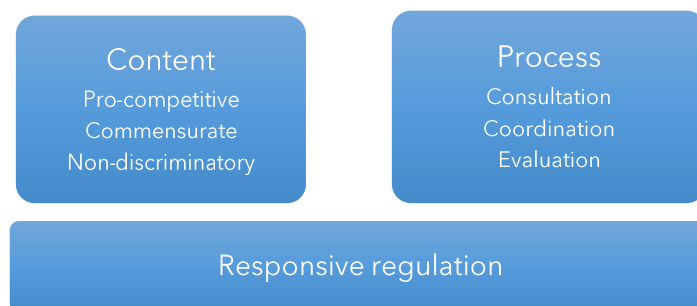 Content
Pro-competitive
Commensurate
Non-discriminatory
Process
Consultation
Coordination
Evaluation
Responsive regulation